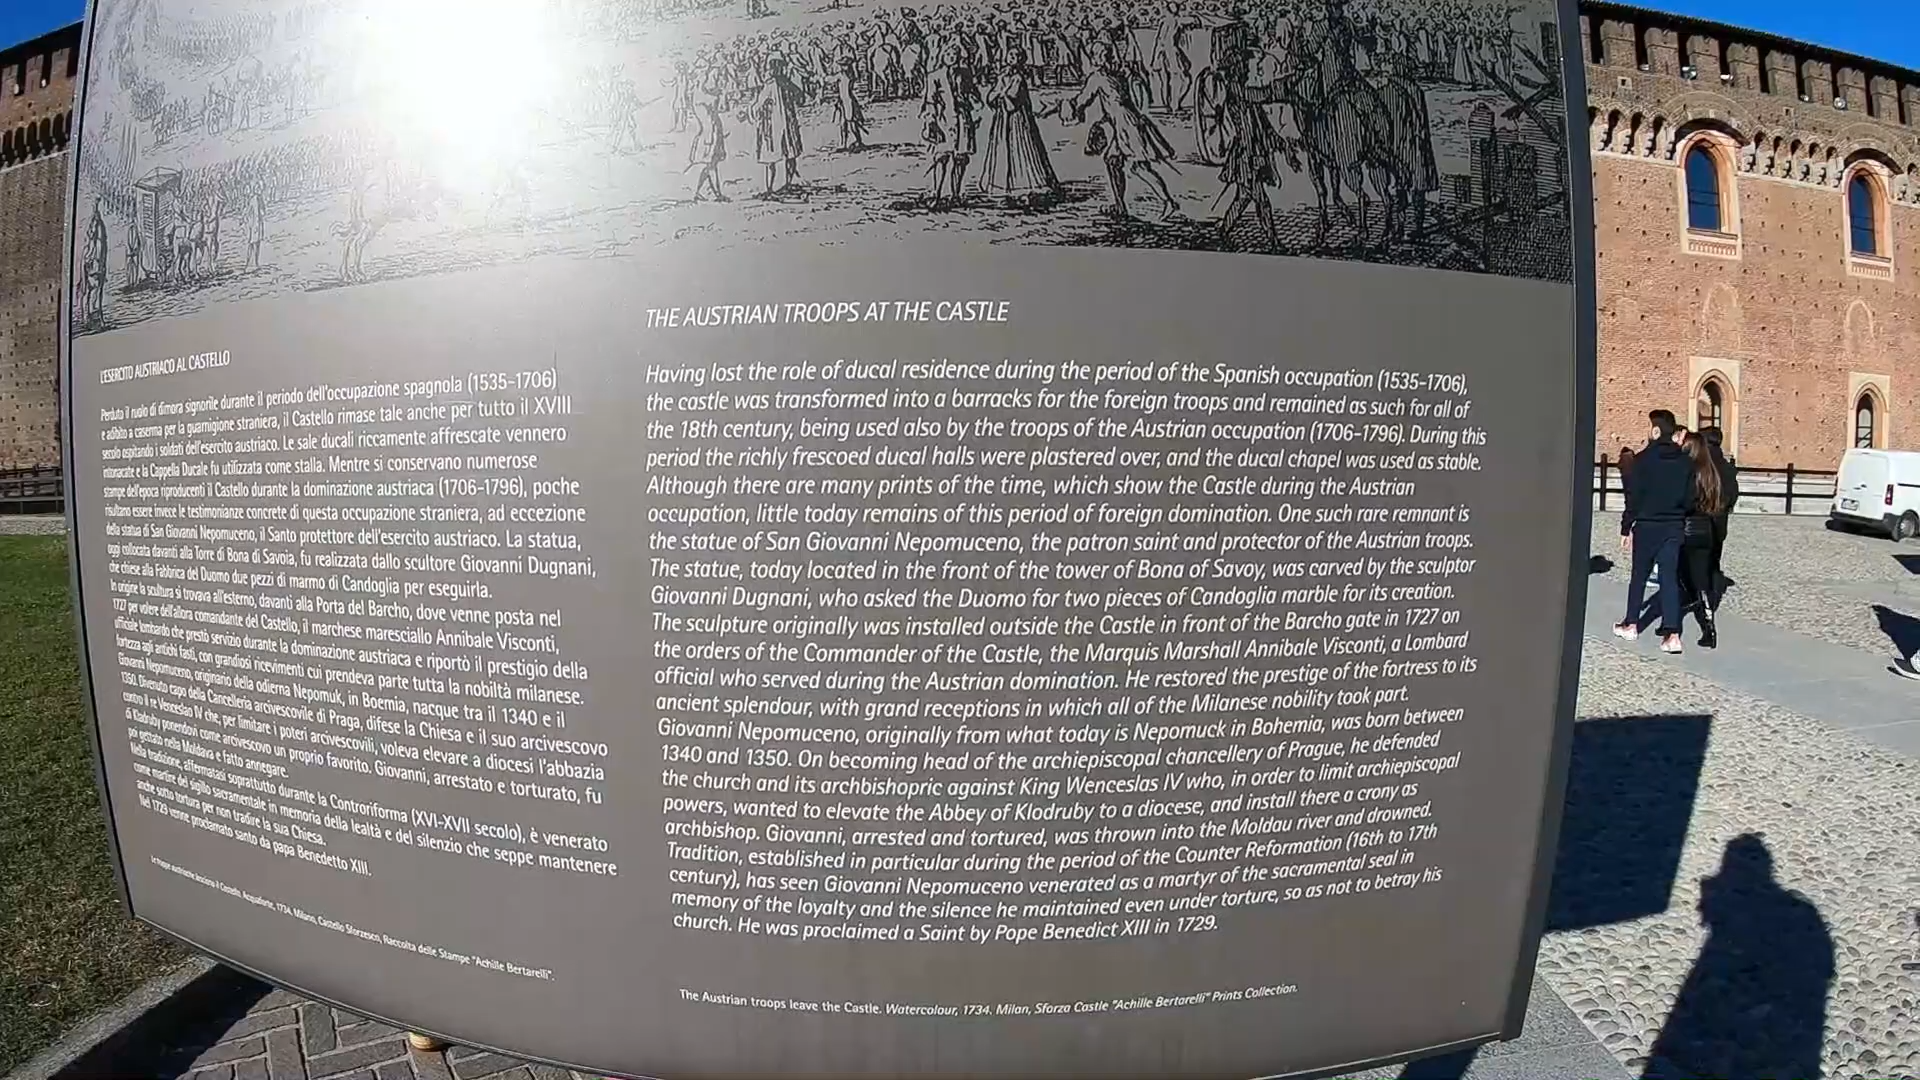 L'ESERCITO AUSTRIACO AL CASTELLO
Perduto il ruolo di dimora signorile durante il periodo dell'occupazione spagnola (1535-1706)
e adibito a caserma per la guarnigione straniera, il Castello rimase tale anche per tutto il XVIII
secolo ospitando i soldati dell'esercito austriaco. Le sale ducali riccamente affrescate vennero
intonacate e la Cappella Ducale fu utilizzata come stalla. Mentre si conservano numerose
stampe dell'epoca riproducenti il Castello durante la dominazione austriaca (1706-1796), poche
risultano essere invece le testimonianze concrete di questa occupazione straniera, ad eccezione
della statua di San Giovanni Nepomuceno, il Santo protettore dell'esercito austriaco. La statua,
oggi collocata davanti alla Torre di Bona di Savoia, fu realizzata dallo scultore Giovanni Dugnani,
che chiese alla Fabbrica del Duomo due pezzi di marmo di Candoglia per eseguirla.
In origine la scultura si trovava all'esterno, davanti alla Porta del Barcho, dove venne posta nel
1727 per volere dell'allora comandante del Castello, il marchese maresciallo Annibale Visconti,
ufficiale lombardo che prestò servizio durante la dominazione austriaca e riportò il prestigio della
fortezza agli antichi fasti, con grandiosi ricevimenti cui prendeva parte tutta la nobiltà milanese.
Giovanni Nepomuceno, originario della odierna Nepomuk, in Boemia, nacque tra il 1340 e il
1350. Divenuto capo della Cancelleria arcivescovile di Praga, difese la Chiesa e il suo arcivescovo
contro il re Venceslao IV che, per limitare i poteri arcivescovili, voleva elevare a diocesi l'abbazia
di Kladruby ponendovi come arcivescovo un proprio favorito. Giovanni, arrestato e torturato, fu
poi gettato nella Moldava e fatto annegare.
Nella tradizione, affermatasi soprattutto durante la Controriforma (XVI-XVII secolo), è venerato
come martire del sigillo sacramentale in memoria della lealtà e del silenzio che seppe mantenere
anche sotto tortura per non tradire la sua Chiesa.
Nel 1729 venne proclamato santo da papa Benedetto XIII.
Le truppe austriache lasciano il Castello. Acquaforte, 1734. Milano, Castello Sforzesco, Raccolta delle Stampe "Achille Bertarelli".
THE AUSTRIAN TROOPS AT THE CASTLE
Having lost the role of ducal residence during the period of the Spanish occupation (1535-1706),
the castle was transformed into a barracks for the foreign troops and remained as such for all of
the 18th century, being used also by the troops of the Austrian occupation (1706-1796). During this
period the richly frescoed ducal halls were plastered over, and the ducal chapel was used as stable.
Although there are many prints of the time, which show the Castle during the Austrian
occupation, little today remains of this period of foreign domination. One such rare remnant is
the statue of San Giovanni Nepomuceno, the patron saint and protector of the Austrian troops.
The statue, today located in the front of the tower of Bona of Savoy, was carved by the sculptor
Giovanni Dugnani, who asked the Duomo for two pieces of Candoglia marble for its creation.
The sculpture originally was installed outside the Castle in front of the Barcho gate in 1727 on
the orders of the Commander of the Castle, the Marquis Marshall Annibale Visconti, a Lombard
official who served during the Austrian domination. He restored the prestige of the fortress to its
ancient splendour, with grand receptions in which all of the Milanese nobility took part.
Giovanni Nepomuceno, originally from what today is Nepomuck in Bohemia, was born between
1340 and 1350. On becoming head of the archiepiscopal chancellery of Prague, he defended
the church and its archbishopric against King Wenceslas IV who, in order to limit archiepiscopal
powers, wanted to elevate the Abbey of Klodruby to a diocese, and install there a crony as
archbishop. Giovanni, arrested and tortured, was thrown into the Moldau river and drowned.
Tradition, established in particular during the period of the Counter Reformation (16th to 17th
century), has seen Giovanni Nepomuceno venerated as a martyr of the sacramental seal in
memory of the loyalty and the silence he maintained even under torture, so as not to betray his
church. He was proclaimed a Saint by Pope Benedict XIII in 1729.
The Austrian troops leave the Castle. Watercolour, 1734. Milan, Sforza Castle "Achille Bertarelli" Prints Collection.